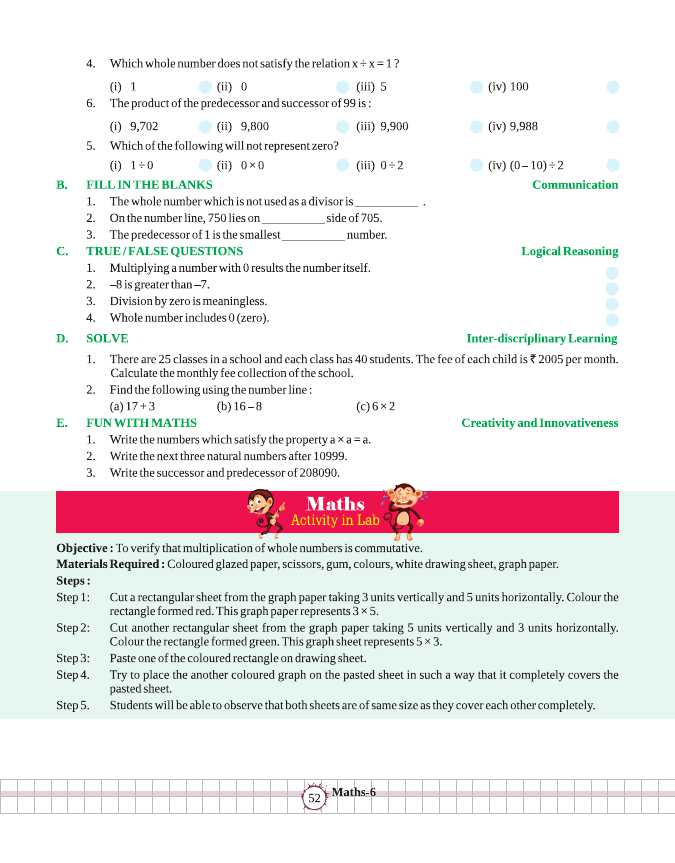 4. Which whole number does not satisfy the relation x ÷ x = 1 ?
(i) 1 (ii) 0 (iii) 5 (iv) 100
6. The product of the predecessor and successor of 99 is :
(i) 9,702 (ii) 9,800 (iii) 9,900 (iv) 9,988
5. Which of the following will not represent zero?
(i) 1 ÷ 0 (ii) 0 × 0 (iii) 0 ÷ 2 (iv) (0 – 10) ÷ 2
B. FILL IN THE BLANKS Communication
1. The whole number which is not used as a divisor is __________ .
2. On the number line, 750 lies on __________ side of 705.
3. The predecessor of 1 is the smallest __________ number.
C. TRUE / FALSE QUESTIONS Logical Reasoning
1. Multiplying a number with 0 results the number itself.
2. –8 is greater than –7.
3. Division by zero is meaningless.
4. Whole number includes 0 (zero).
D. SOLVE Inter-discriplinary Learning
1. There are 25 classes in a school and each class has 40 students. The fee of each child is ₹ 2005 per month.
Calculate the monthly fee collection of the school.
2. Find the following using the number line :
(a) 17 + 3 (b) 16 – 8 (c) 6 × 2
E. FUN WITH MATHS Creativity and Innovativeness
1. Write the numbers which satisfy the property a × a = a.
2. Write the next three natural numbers after 10999.
3. Write the successor and predecessor of 208090.
Maths
Activity in Lab
Objective : To verify that multiplication of whole numbers is commutative.
Materials Required : Coloured glazed paper, scissors, gum, colours, white drawing sheet, graph paper.
Steps :
Step 1: Cut a rectangular sheet from the graph paper taking 3 units vertically and 5 units horizontally. Colour the
rectangle formed red. This graph paper represents 3 × 5.
Step 2: Cut another rectangular sheet from the graph paper taking 5 units vertically and 3 units horizontally.
Colour the rectangle formed green. This graph sheet represents 5 × 3.
Step 3: Paste one of the coloured rectangle on drawing sheet.
Step 4. Try to place the another coloured graph on the pasted sheet in such a way that it completely covers the
pasted sheet.
Step 5. Students will be able to observe that both sheets are of same size as they cover each other completely.
52 Maths-6